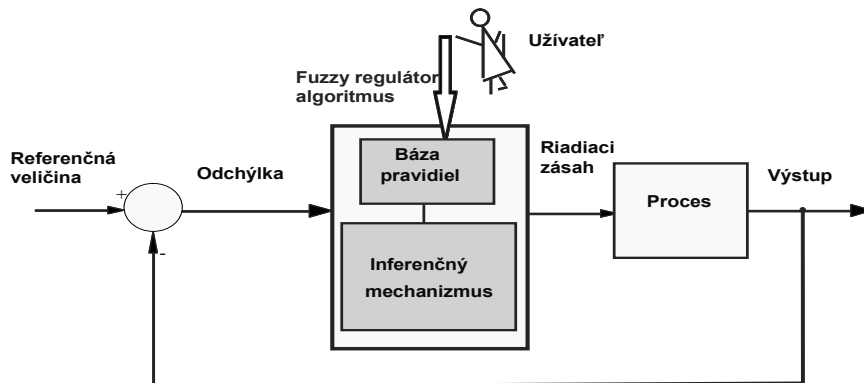 Užívateľ
Fuzzy regulátor
algoritmus
Referenčná
veličina
+
-
Odchýlka
Báza
pravidiel
Inferenčný
mechanizmus
Riadiaci
zásah
Proces
Výstup